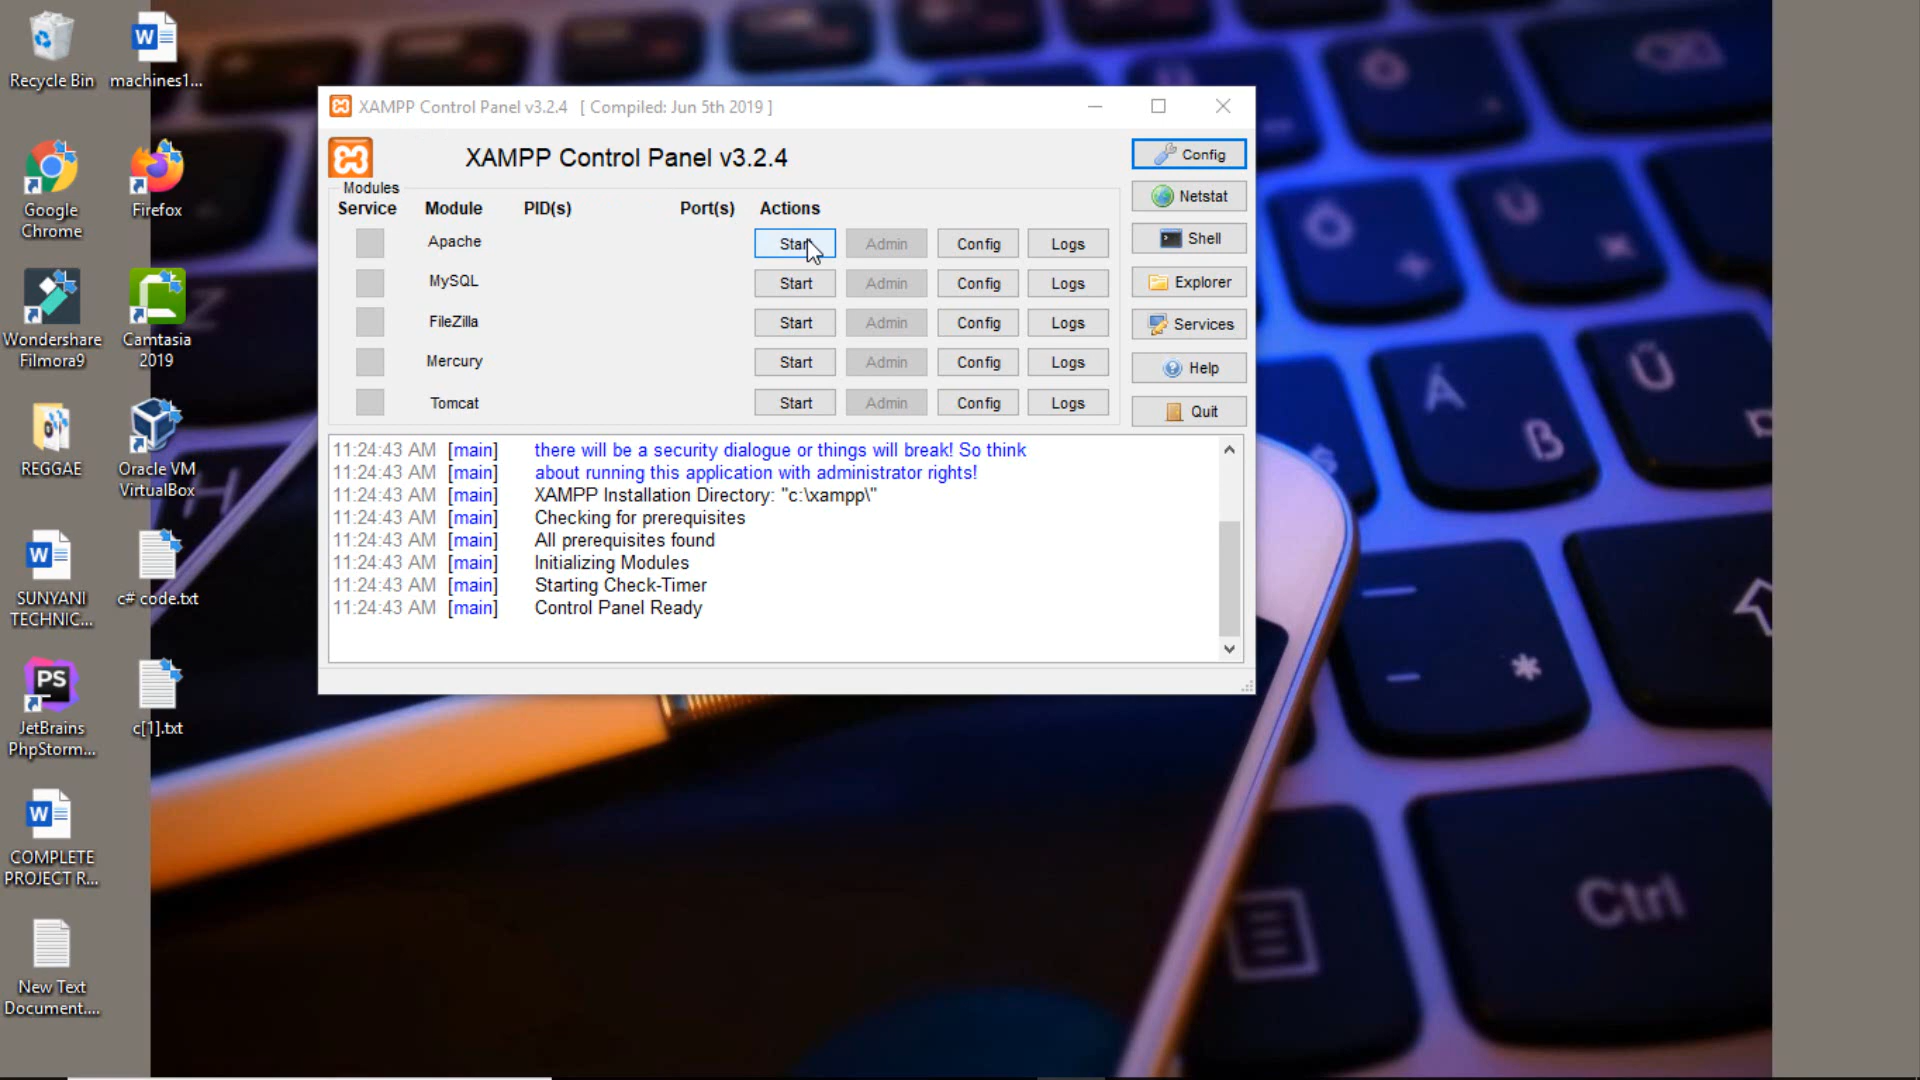 Recycle Bin
machines1...
Google
Chrome
Firefox
Wondershare
Filmora9
Camtasia
2019
REGGAE
Oracle VM
VirtualBox
SUNYANI
TECHNIC...
c# code.txt
PS
JetBrains
PhpStorm...
c[1].txt
COMPLETE
PROJECT R...
New Text
Document....
XAMPP Control Panel v3.2.4 [ Compiled: Jun 5th 2019 ]
XAMPP Control Panel v3.2.4
Modules
Service Module PID(s) Port(s) Actions
Apache Start Admin Config Logs
MySQL Start Admin Config Logs
FileZilla Start Admin Config Logs
Mercury Start Admin Config Logs
Tomcat Start Admin Config Logs
Config
Netstat
Shell
Explorer
Services
Help
Quit
11:24:43 AM [main] there will be a security dialogue or things will break! So think
11:24:43 AM [main] about running this application with administrator rights!
11:24:43 AM [main] XAMPP Installation Directory: "c:\xampp\"
11:24:43 AM [main] Checking for prerequisites
11:24:43 AM [main] All prerequisites found
11:24:43 AM [main] Initializing Modules
11:24:43 AM [main] Starting Check-Timer
11:24:43 AM [main] Control Panel Ready
Ö
Ő
Ú
Á
Ű
ß
$
*
Ctrl